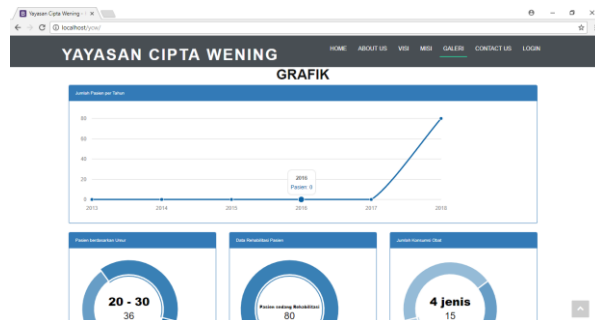 Yayasan Cipta Wening -
localhost/ycw/
YAYASAN CIPTA WENING
HOME ABOUT US VISI MISI GALERI CONTACT US LOGIN
GRAFIK
Jumlah Pasien per Tahun
80
60
40
20
0
2016
Pasien: 0
2013 2014 2015 2016 2017 2018
Pasien berdasarkan Umur
Data Rehabilitasi Pasien
Jumlah Konsumsi Obat
20 - 30
36
Pasien sedang Rehabilitasi
80
4 jenis
15